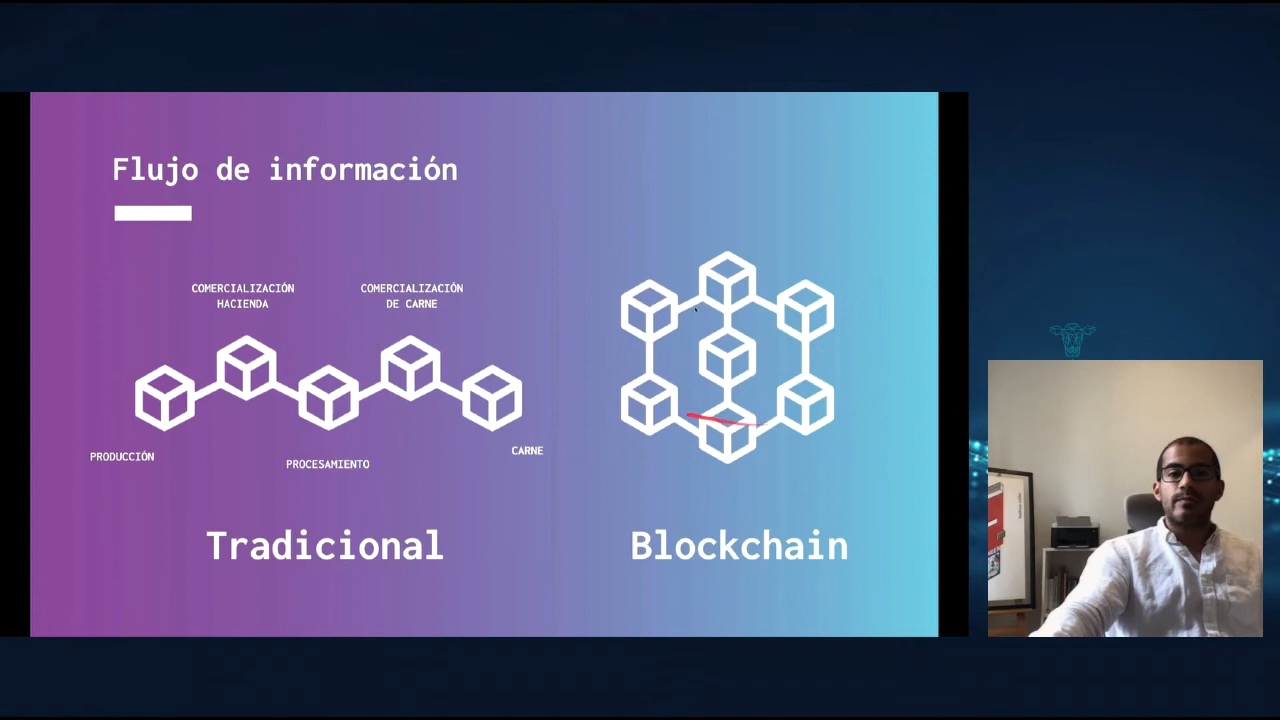 Flujo de información
COMERCIALIZACIÓN
HACIENDA
COMERCIALIZACIÓN
DE CARNE
PRODUCCIÓN
PROCESAMIENTO
CARNE
Tradicional
Blockchain